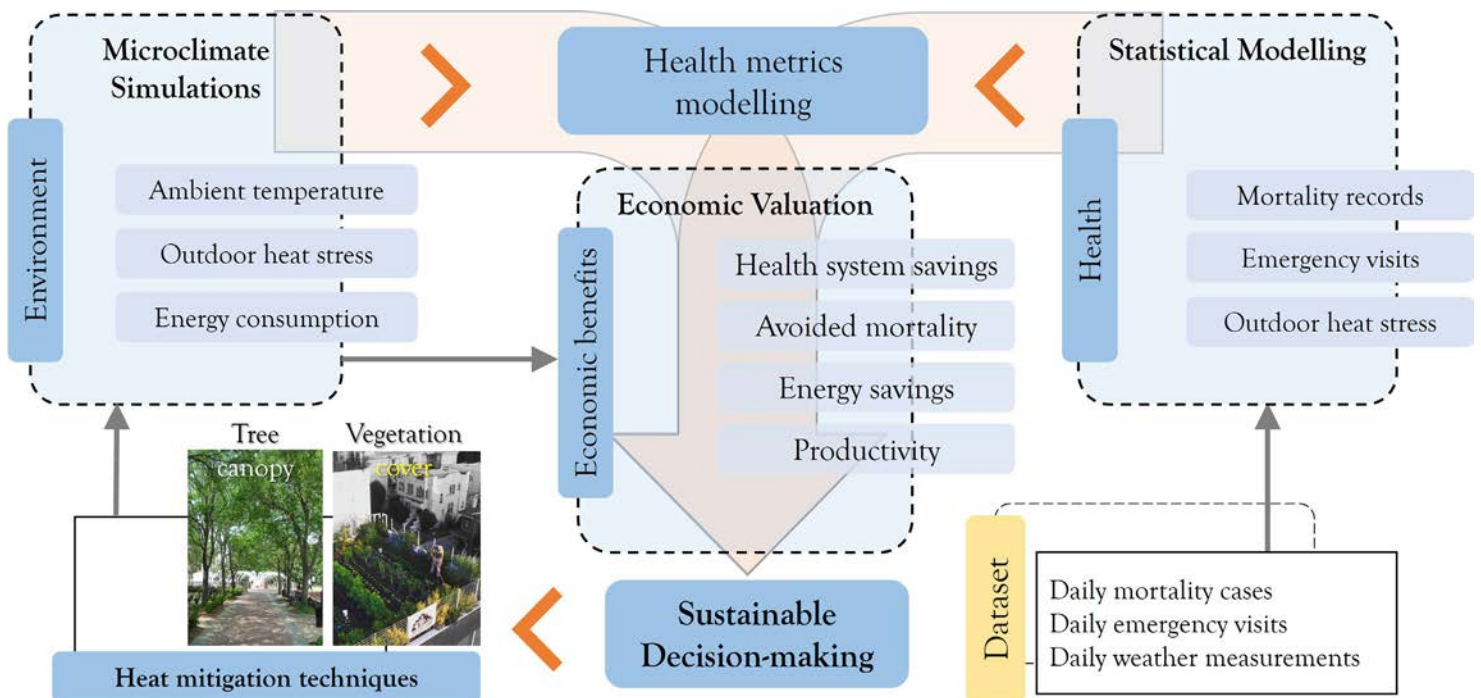 Microclimate
Simulations
Environment
Ambient temperature
Outdoor heat stress
Energy consumption
Health metrics
modelling
Statistical Modelling
Health
Mortality records
Emergency visits
Outdoor heat stress
Economic Valuation
Economic benefits
Health system savings
Avoided mortality
Energy savings
Productivity
Tree
canopy
Vegetation
cover
Heat mitigation techniques
Sustainable
Decision-making
Dataset
Daily mortality cases
Daily emergency visits
Daily weather measurements